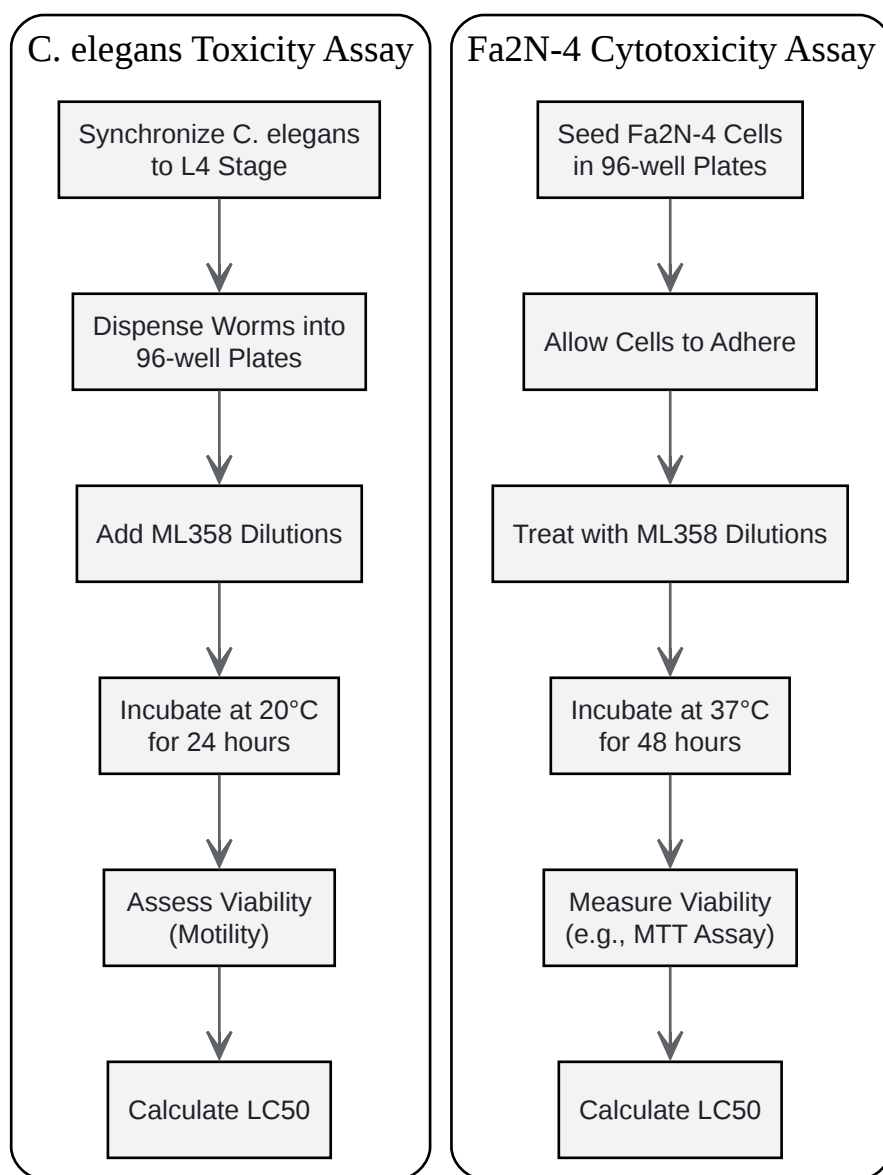 C. elegans Toxicity Assay
Synchronize C. elegans
to L4 Stage
Dispense Worms into
96-well Plates
Add ML358 Dilutions
Incubate at 20°C
for 24 hours
Assess Viability
(Motility)
Calculate LC50
Fa2N-4 Cytotoxicity Assay
Seed Fa2N-4 Cells
in 96-well Plates
Allow Cells to Adhere
Treat with ML358 Dilutions
Incubate at 37°C
for 48 hours
Measure Viability
(e.g., MTT Assay)
Calculate LC50